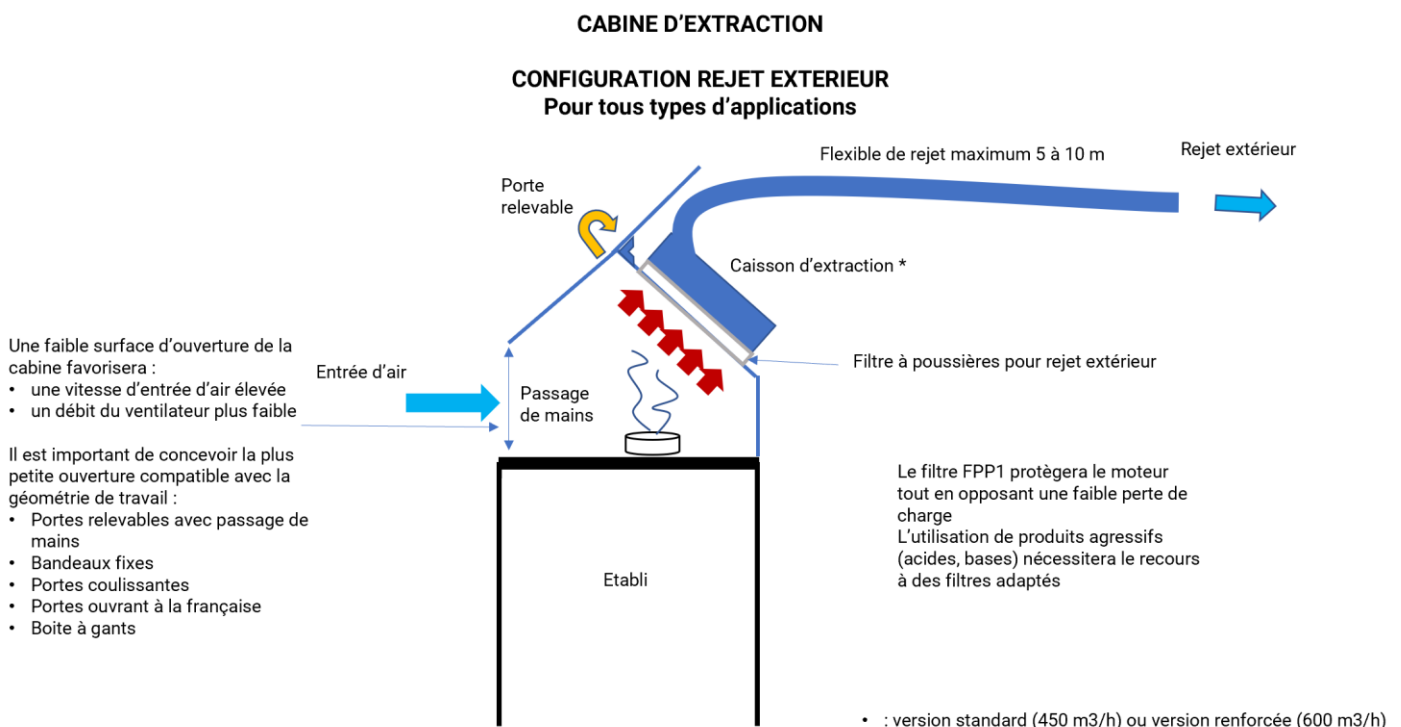 CABINE D’EXTRACTION
CONFIGURATION REJET EXTERIEUR
Pour tous types d’applications
Flexible de rejet maximum 5 à 10 m
Rejet extérieur
Porte
relevable
Caisson d’extraction *
Filtre à poussières pour rejet extérieur
Une faible surface d’ouverture de la
cabine favorisera :
• une vitesse d’entrée d’air élevée
• un débit du ventilateur plus faible
Il est important de concevoir la plus
petite ouverture compatible avec la
géométrie de travail :
• Portes relevables avec passage de
mains
• Bandeaux fixes
• Portes coulissantes
• Portes ouvrant à la française
• Boite à gants
Entrée d’air
Passage
de mains
Etabli
Le filtre FPP1 protègera le moteur
tout en opposant une faible perte de
charge
L’utilisation de produits agressifs
(acides, bases) nécessitera le recours
à des filtres adaptés
• : version standard (450 m3/h) ou version renforcée (600 m3/h)